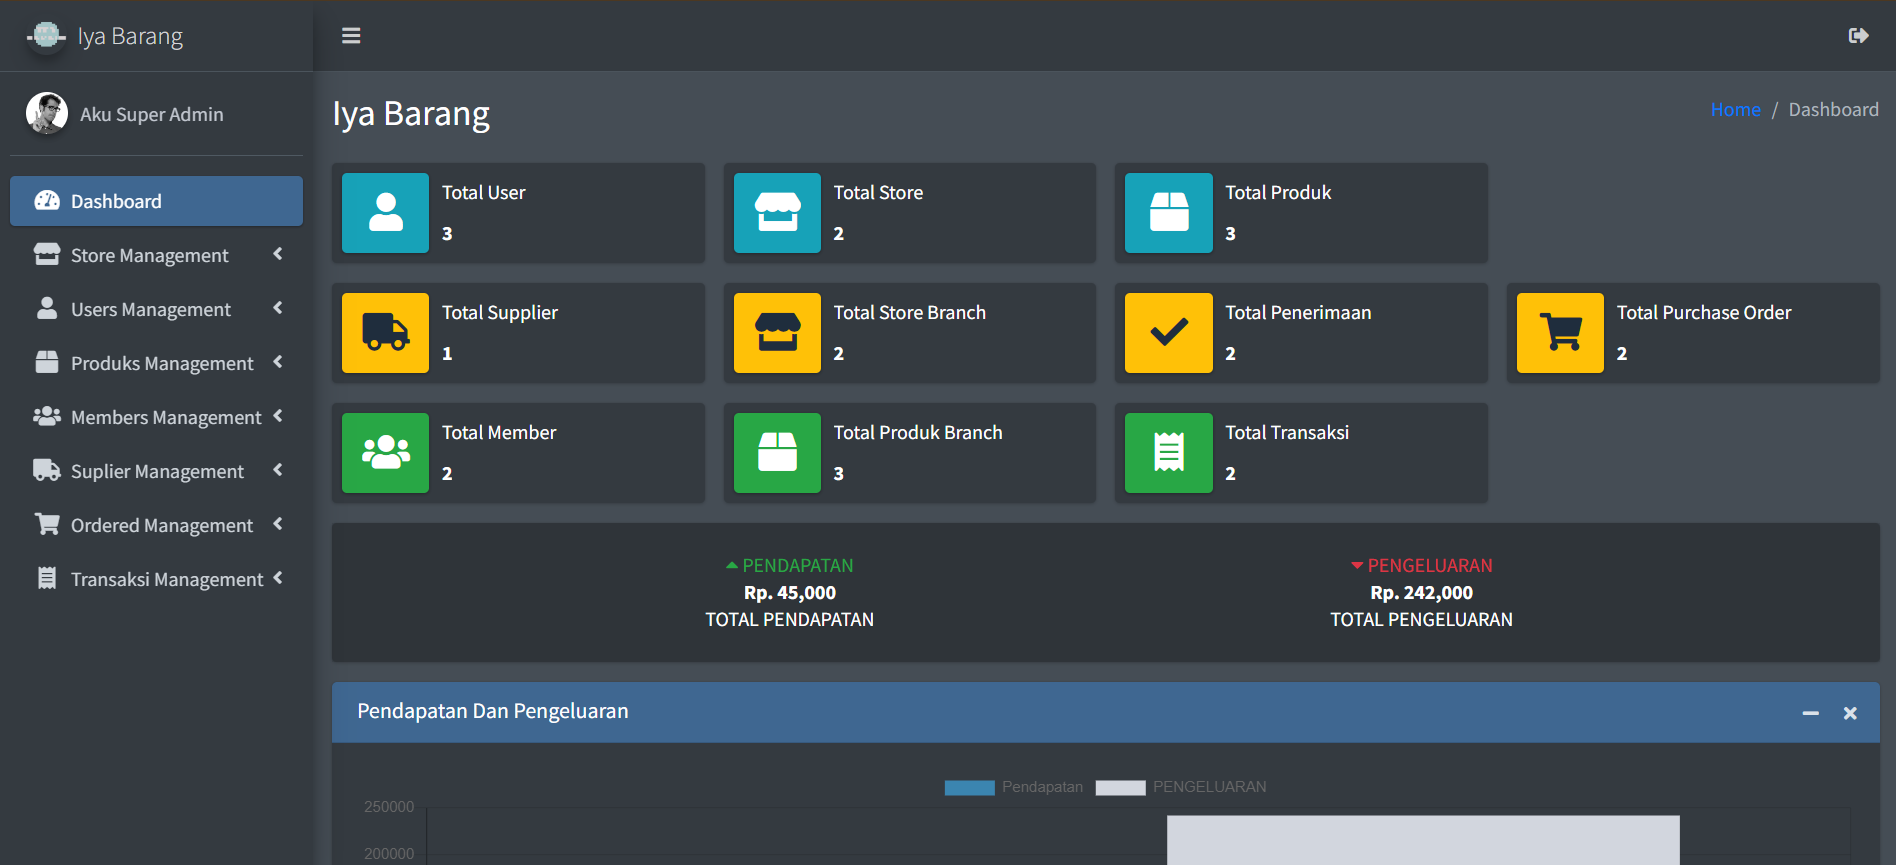 Iya Barang
Aku Super Admin
Dashboard
Store Management
Users Management
Produks Management
Members Management
Suplier Management
Ordered Management
Transaksi Management
Iya Barang
Home / Dashboard
Total User
3
Total Store
2
Total Produk
3
Total Supplier
1
Total Store Branch
2
Total Penerimaan
2
Total Purchase Order
2
Total Member
2
Total Produk Branch
3
Total Transaksi
2
PENDAPATAN
Rp. 45,000
TOTAL PENDAPATAN
PENGELUARAN
Rp. 242,000
TOTAL PENGELUARAN
Pendapatan Dan Pengeluaran
Pendapatan PENGELUARAN
250000
200000